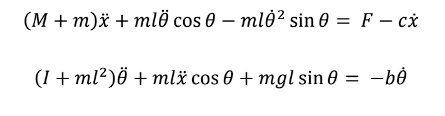 (M + m)ẍ + mlθ̈ cos θ − mlθ̇² sin θ = F − cẋ
(I + ml²)θ̈ + mlẍ cos θ + mgl sin θ = −bθ̇